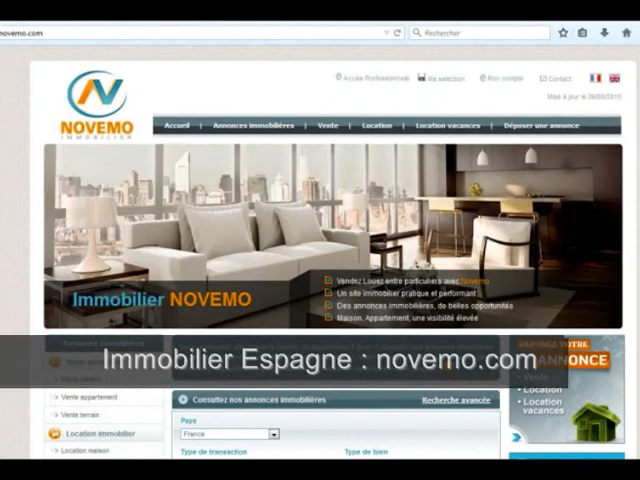 novemo.com
Rechercher
Accès Professionnels
Ma selection
Mon compte
Contact
NOVEMO
IMMOBILIER
Accueil | Annonces immobilières | Vente | Location | Location vacances | Déposer une annonce
Immobilier NOVEMO
Vendez Louez entre particuliers avec Novemo
Un site immobilier pratique et performant
Des annonces immobilières, de belles opportunités
Maison, Appartement, une visibilité élevée
Immobilier Espagne : novemo.com
DEPOSEZ VOTRE
ANNONCE
• Vente
• Location
• Location
vacances
Vente appartement
Vente terrain
Location immobilier
Location maison
Consultez nos annonces immobilières
Recherche avancée
Pays
France
Type de transaction
Type de bien